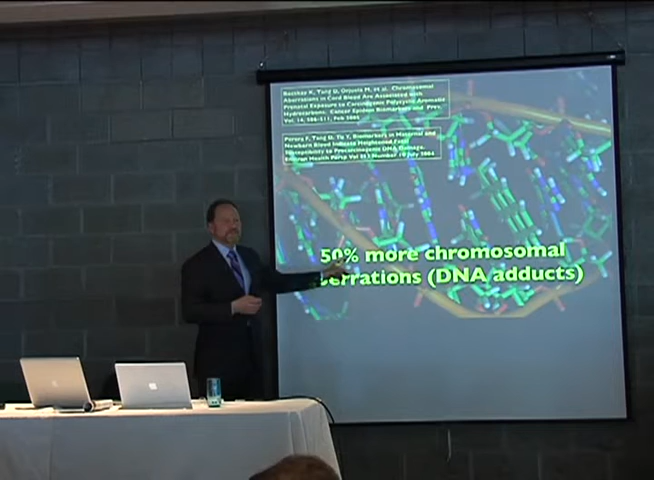 Bocskay K, Tang D, Orjuela M, et al. Chromosomal
Aberrations in Cord Blood Are Associated with
Prenatal Exposure to Carcinogenic Polycyclic Aromatic
Hydrocarbons. Cancer Epidem Biomarkers and Prev.
Vol. 14, 506-511, Feb 2005
Perera F, Tang D, Tu Y, Biomarkers in Maternal and
Newborn Blood Indicate Heightened Fetal
Susceptibility to Procarcinogenic DNA Damage.
Environ Health Persp Vol 112 Number 10 July 2004
50% more Chromosomal
berrations (DNA adducts)